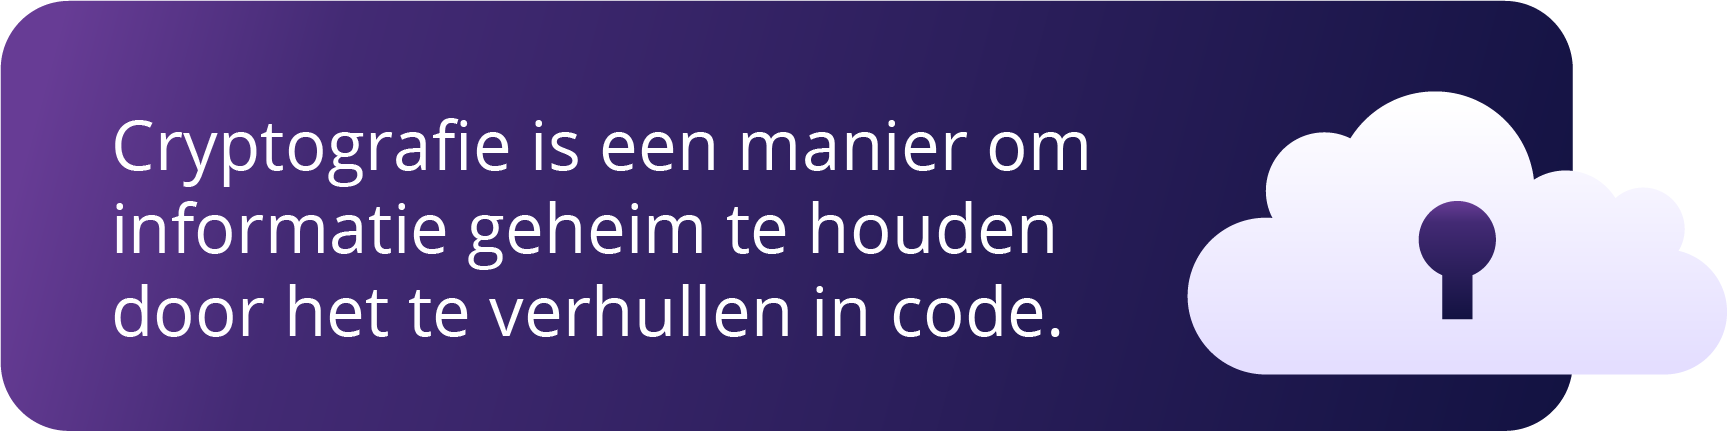 Cryptografie is een manier om
informatie geheim te houden
door het te verhullen in code.